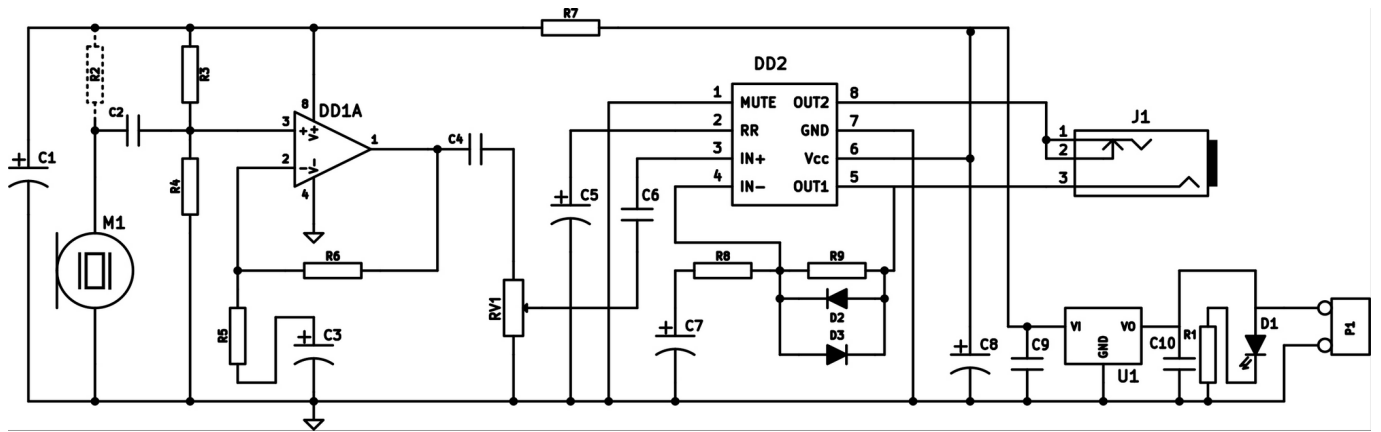 R7
R2
R3
C2
8
DD1A
3
+
V+
1
2
−
V−
4
C4
C1
R4
M1
R6
R5
C3
RV1
DD2
1 MUTE OUT2 8
2 RR GND 7
3 IN+ Vcc 6
4 IN- OUT1 5
C5
C6
J1
1
2
3
R8
R9
D2
D3
C7
C8
C9
VI VO
GND
U1
C10
R1
D1
P1